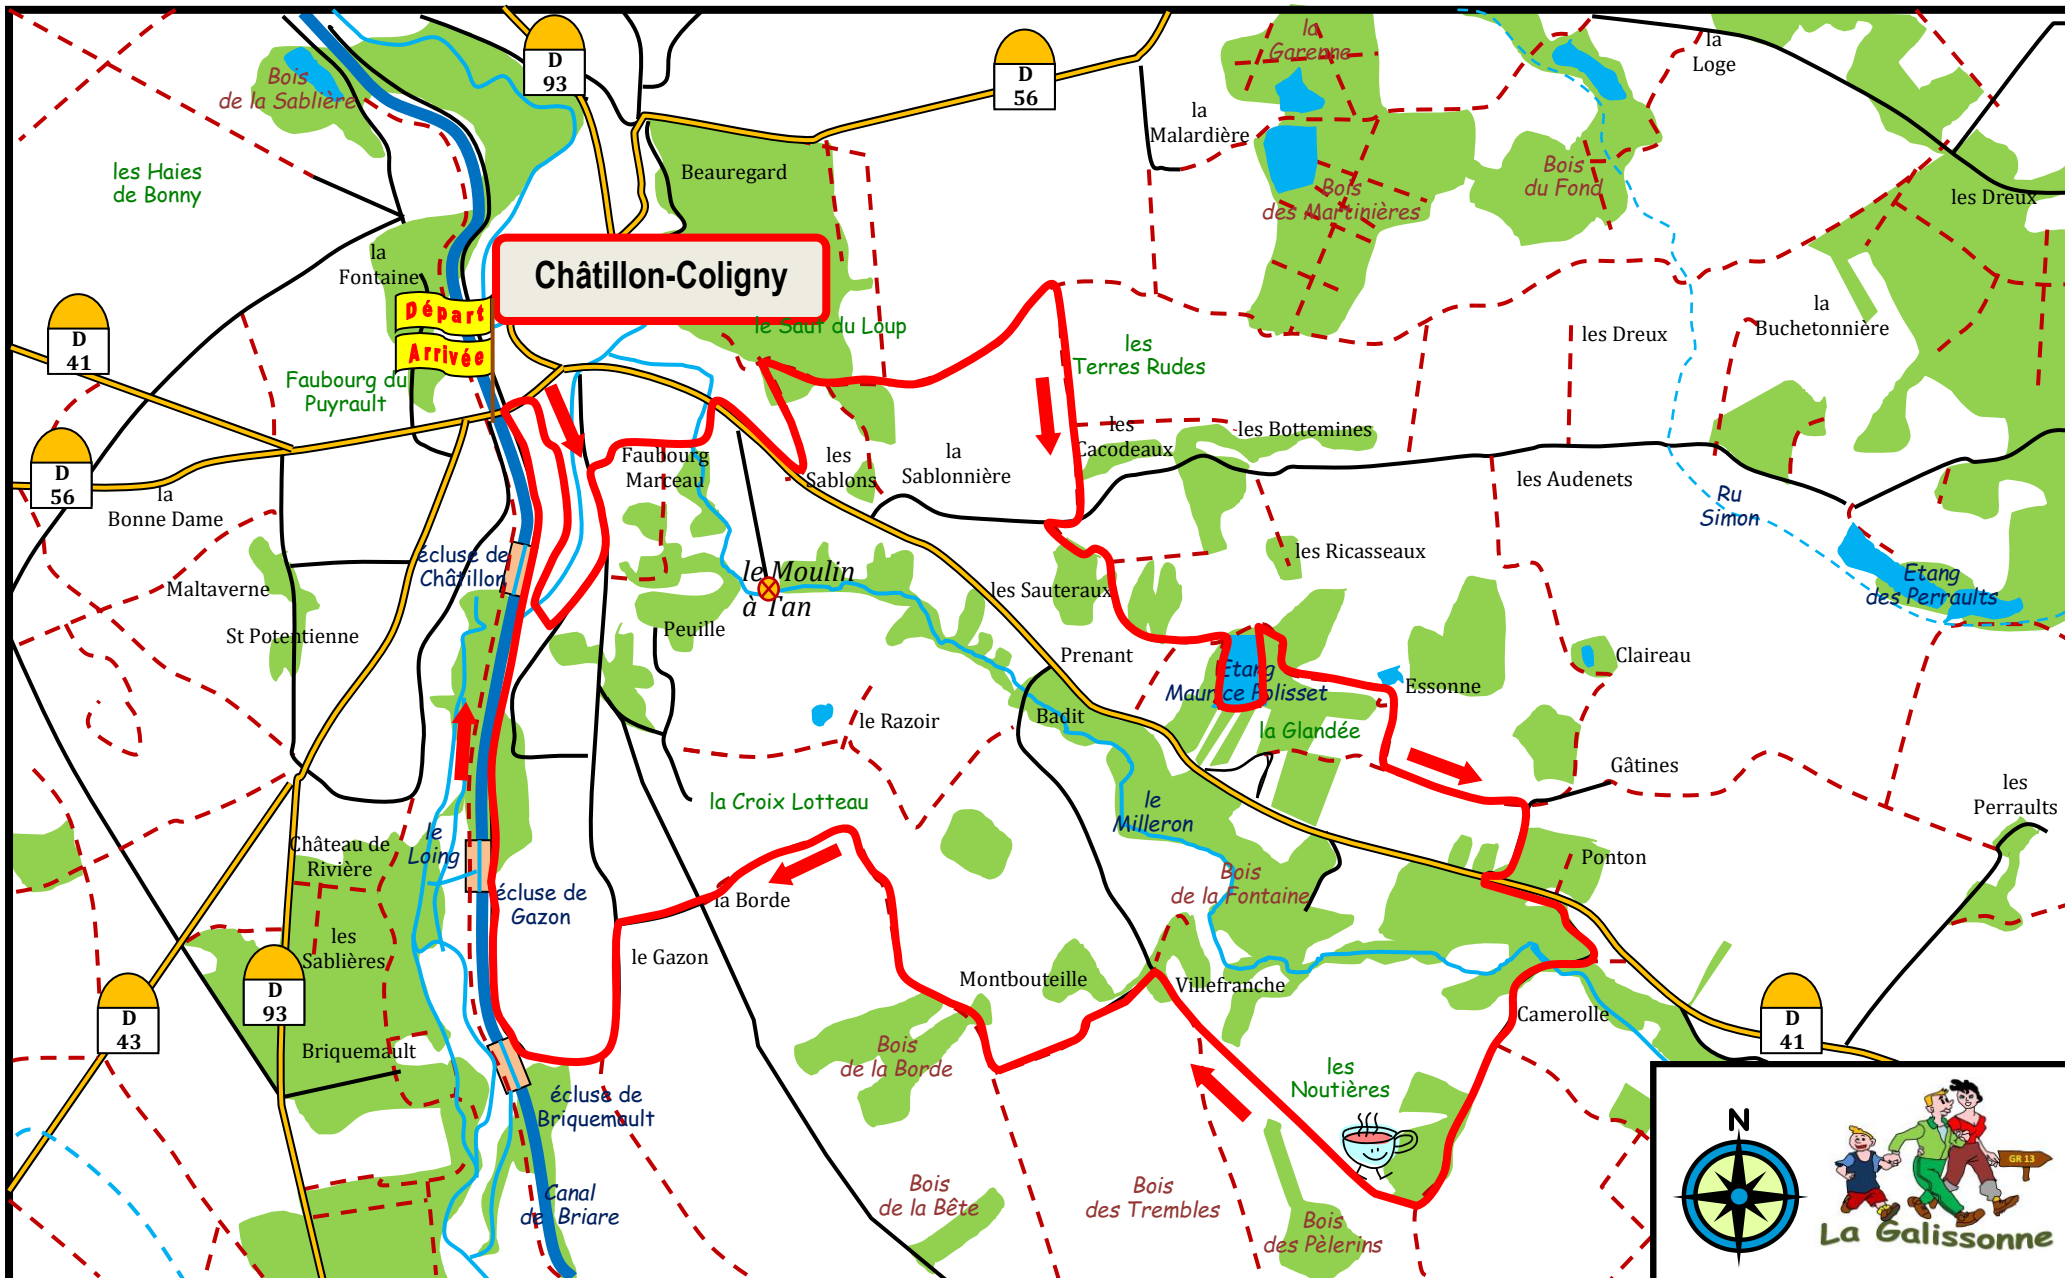 D
93
D
56
la
Garenne
la
Loge
Bois
de la Sablière
la
Malardière
les Haies
de Bonny
Beauregard
Bois
des Martinières
Bois
du Fond
les Dreux
la
Fontaine
Châtillon-Coligny
Départ
Arrivée
D
41
le Saut du Loup
les
Terres Rudes
les Dreux
la
Buchetonnière
Faubourg du
Puyrault
Faubourg
Marceau
les
Sablons
la
Sablonnière
les
Cacodeaux
les Bottemines
les Audenets
Ru
Simon
D
56
la
Bonne Dame
écluse de
Châtillon
le Moulin
à Tan
les Sauteraux
les Ricasseaux
Etang
des Perraults
Maltaverne
St Potentienne
Peuille
Prenant
Etang
Maurice Polisset
Essonne
Claireau
le Razoir
Badit
la Glandée
Gâtines
les
Perraults
la Croix Lotteau
le
Milleron
le
Loing
Château de
Rivière
Ponton
Bois
de la Fontaine
écluse de
Gazon
la Borde
les
Sablières
le Gazon
Montbouteille
Villefranche
Camerolle
D
93
D
43
D
41
Briquemault
Bois
de la Borde
les
Noutières
écluse de
Briquemault
Canal
de Briare
Bois
de la Bête
Bois
des Trembles
Bois
des Pèlerins
N
GR 13
La Galissonne